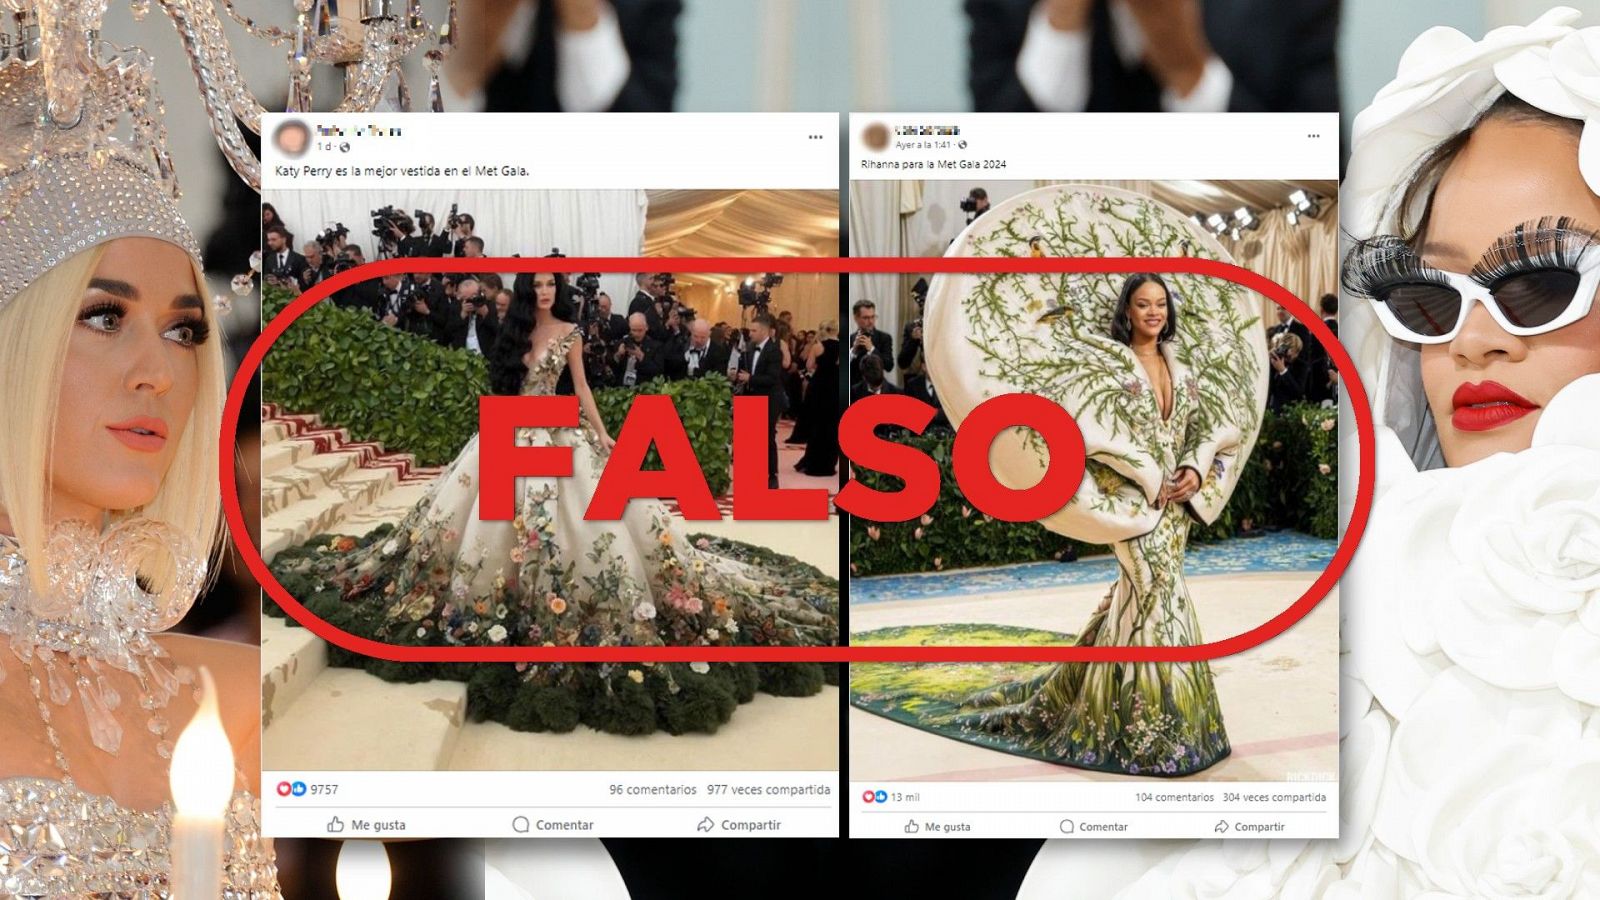 1 d ·
Katy Perry es la mejor vestida en el Met Gala.
9757
96 comentarios 977 veces compartida
Me gusta Comentar Compartir
Ayer a la 1:41 ·
Rihanna para la Met Gala 2024
13 mil
104 comentarios 304 veces compartida
Me gusta Comentar Compartir
FALSO